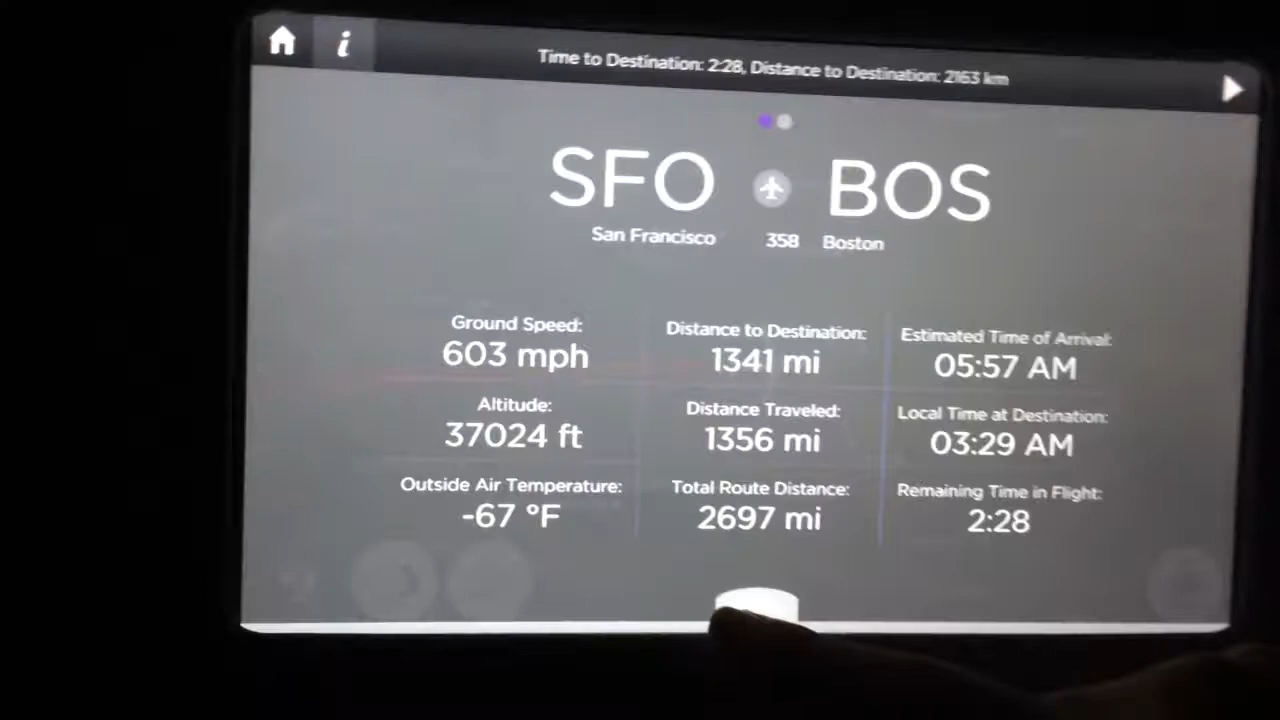 i
Time to Destination: 2:28, Distance to Destination: 2163 km
SFO BOS
San Francisco 358 Boston
Ground Speed: Distance to Destination: Estimated Time of Arrival:
603 mph 1341 mi 05:57 AM
Altitude: Distance Traveled: Local Time at Destination:
37024 ft 1356 mi 03:29 AM
Outside Air Temperature: Total Route Distance: Remaining Time in Flight:
-67 °F 2697 mi 2:28